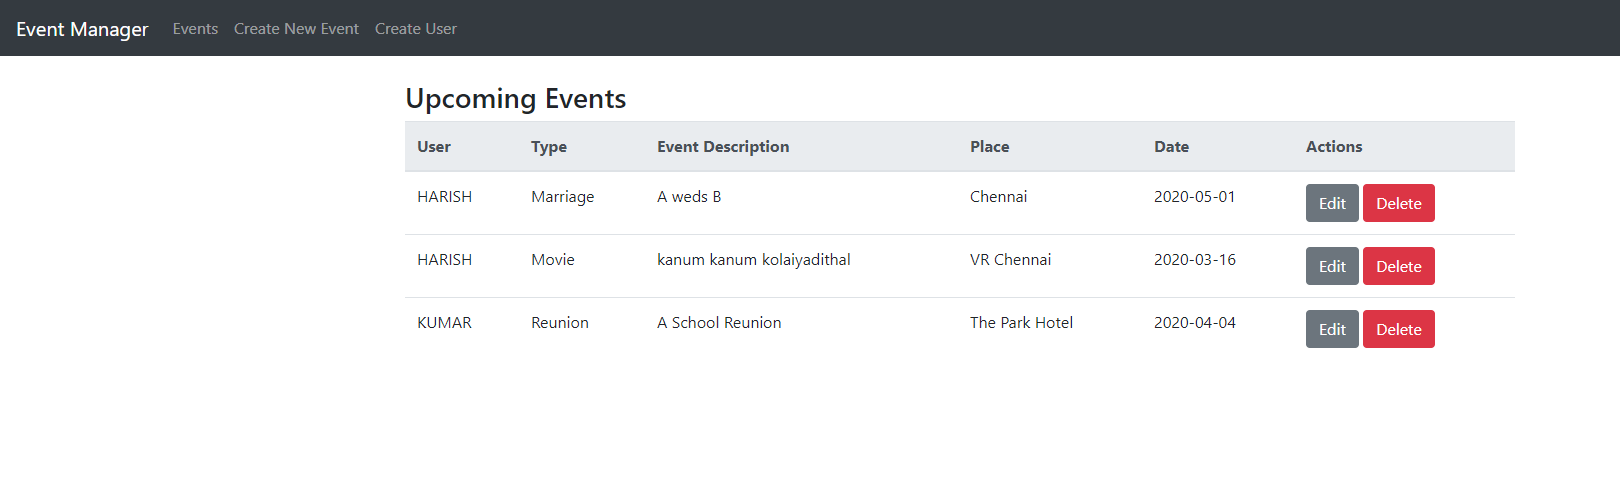 Event Manager Events Create New Event Create User
Upcoming Events
User Type Event Description Place Date Actions
HARISH Marriage A weds B Chennai 2020-05-01 Edit Delete
HARISH Movie kanum kanum kolaiyadithal VR Chennai 2020-03-16 Edit Delete
KUMAR Reunion A School Reunion The Park Hotel 2020-04-04 Edit Delete